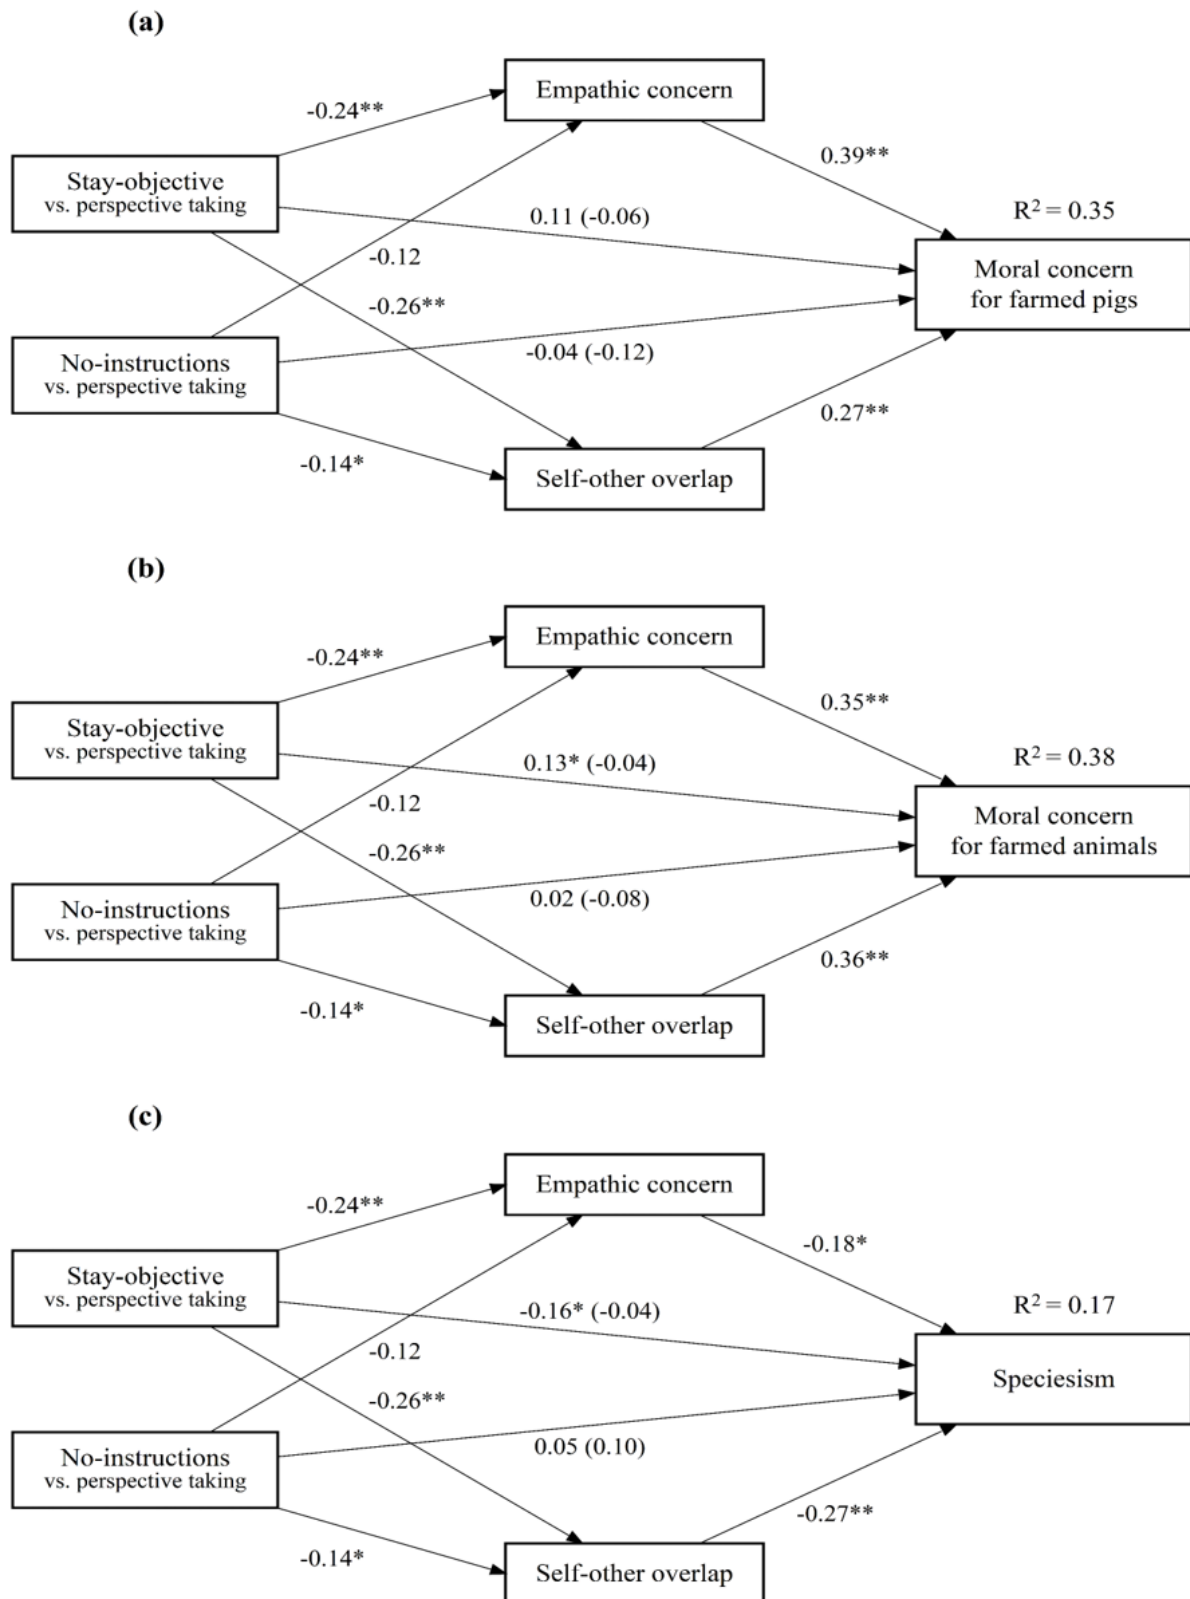 (a)
Empathic concern
-0.24**
0.39**
Stay-objective
vs. perspective taking
0.11 (-0.06)
R² = 0.35
-0.12
Moral concern
for farmed pigs
-0.26**
No-instructions
vs. perspective taking
-0.04 (-0.12)
0.27**
-0.14*
Self-other overlap
(b)
Empathic concern
-0.24**
0.35**
Stay-objective
vs. perspective taking
0.13* (-0.04)
R² = 0.38
-0.12
Moral concern
for farmed animals
-0.26**
No-instructions
vs. perspective taking
0.02 (-0.08)
0.36**
-0.14*
Self-other overlap
(c)
Empathic concern
-0.24**
-0.18*
Stay-objective
vs. perspective taking
-0.16* (-0.04)
R² = 0.17
-0.12
Speciesism
-0.26**
No-instructions
vs. perspective taking
0.05 (0.10)
-0.27**
-0.14*
Self-other overlap